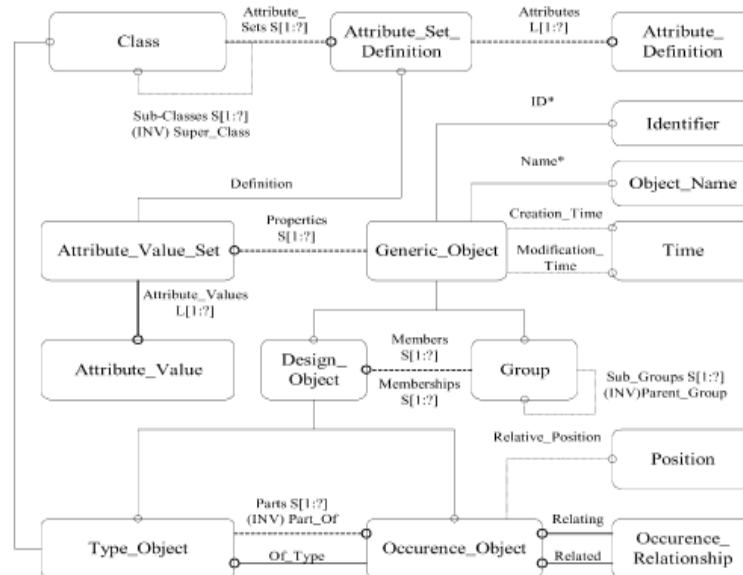 Attribute_
Sets S[1:?]
Attributes
L[1:?]
Class
Attribute_Set_
Definition
Attribute_
Definition
Sub-Classes S[1:?]
(INV) Super_Class
ID*
Identifier
Name*
Definition
Object_Name
Creation_Time
Properties
S[1:?]
Attribute_Value_Set
Generic_Object
Modification_
Time
Time
Attribute_Values
L[1:?]
Members
S[1:?]
Attribute_Value
Design_
Object
Group
Memberships
S[1:?]
Sub_Groups S[1:?]
(INV)Parent_Group
Relative_Position
Position
Parts S[1:?]
(INV) Part_Of
Relating
Type_Object
Occurence_Object
Occurence_
Relationship
Of_Type
Related